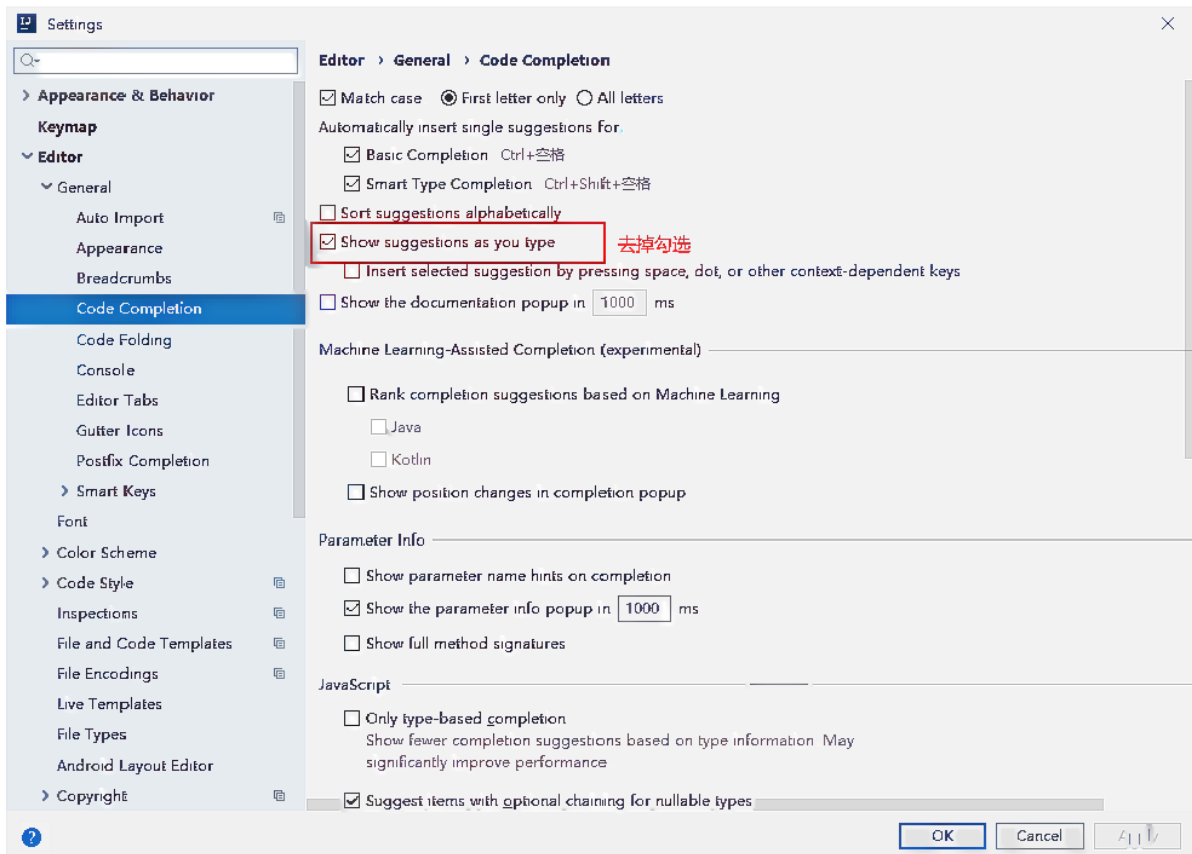 Settings
Editor › General › Code Completion
Appearance & Behavior
Keymap
Editor
General
Auto Import
Appearance
Breadcrumbs
Code Completion
Code Folding
Console
Editor Tabs
Gutter Icons
Postfix Completion
Smart Keys
Font
Color Scheme
Code Style
Inspections
File and Code Templates
File Encodings
Live Templates
File Types
Android Layout Editor
Copyright
Match case First letter only All letters
Automatically insert single suggestions for:
Basic Completion Ctrl+空格
Smart Type Completion Ctrl+Shift+空格
Sort suggestions alphabetically
Show suggestions as you type 去掉勾选
Insert selected suggestion by pressing space, dot, or other context-dependent keys
Show the documentation popup in 1000 ms
Machine Learning-Assisted Completion (experimental)
Rank completion suggestions based on Machine Learning
Java
Kotlin
Show position changes in completion popup
Parameter Info
Show parameter name hints on completion
Show the parameter info popup in 1000 ms
Show full method signatures
JavaScript
Only type-based completion
Show fewer completion suggestions based on type information May
significantly improve performance
Suggest items with optional chaining for nullable types
? OK Cancel